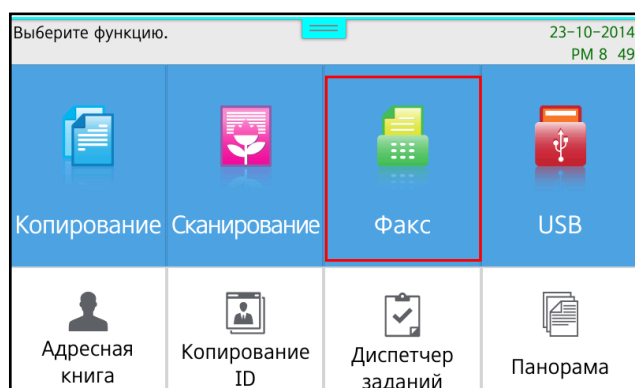 Выберите функцию.
23-10-2014
PM 8 49
Копирование
Сканирование
Факс
USB
Адресная
книга
Копирование
ID
Диспетчер
заданий
Панорама